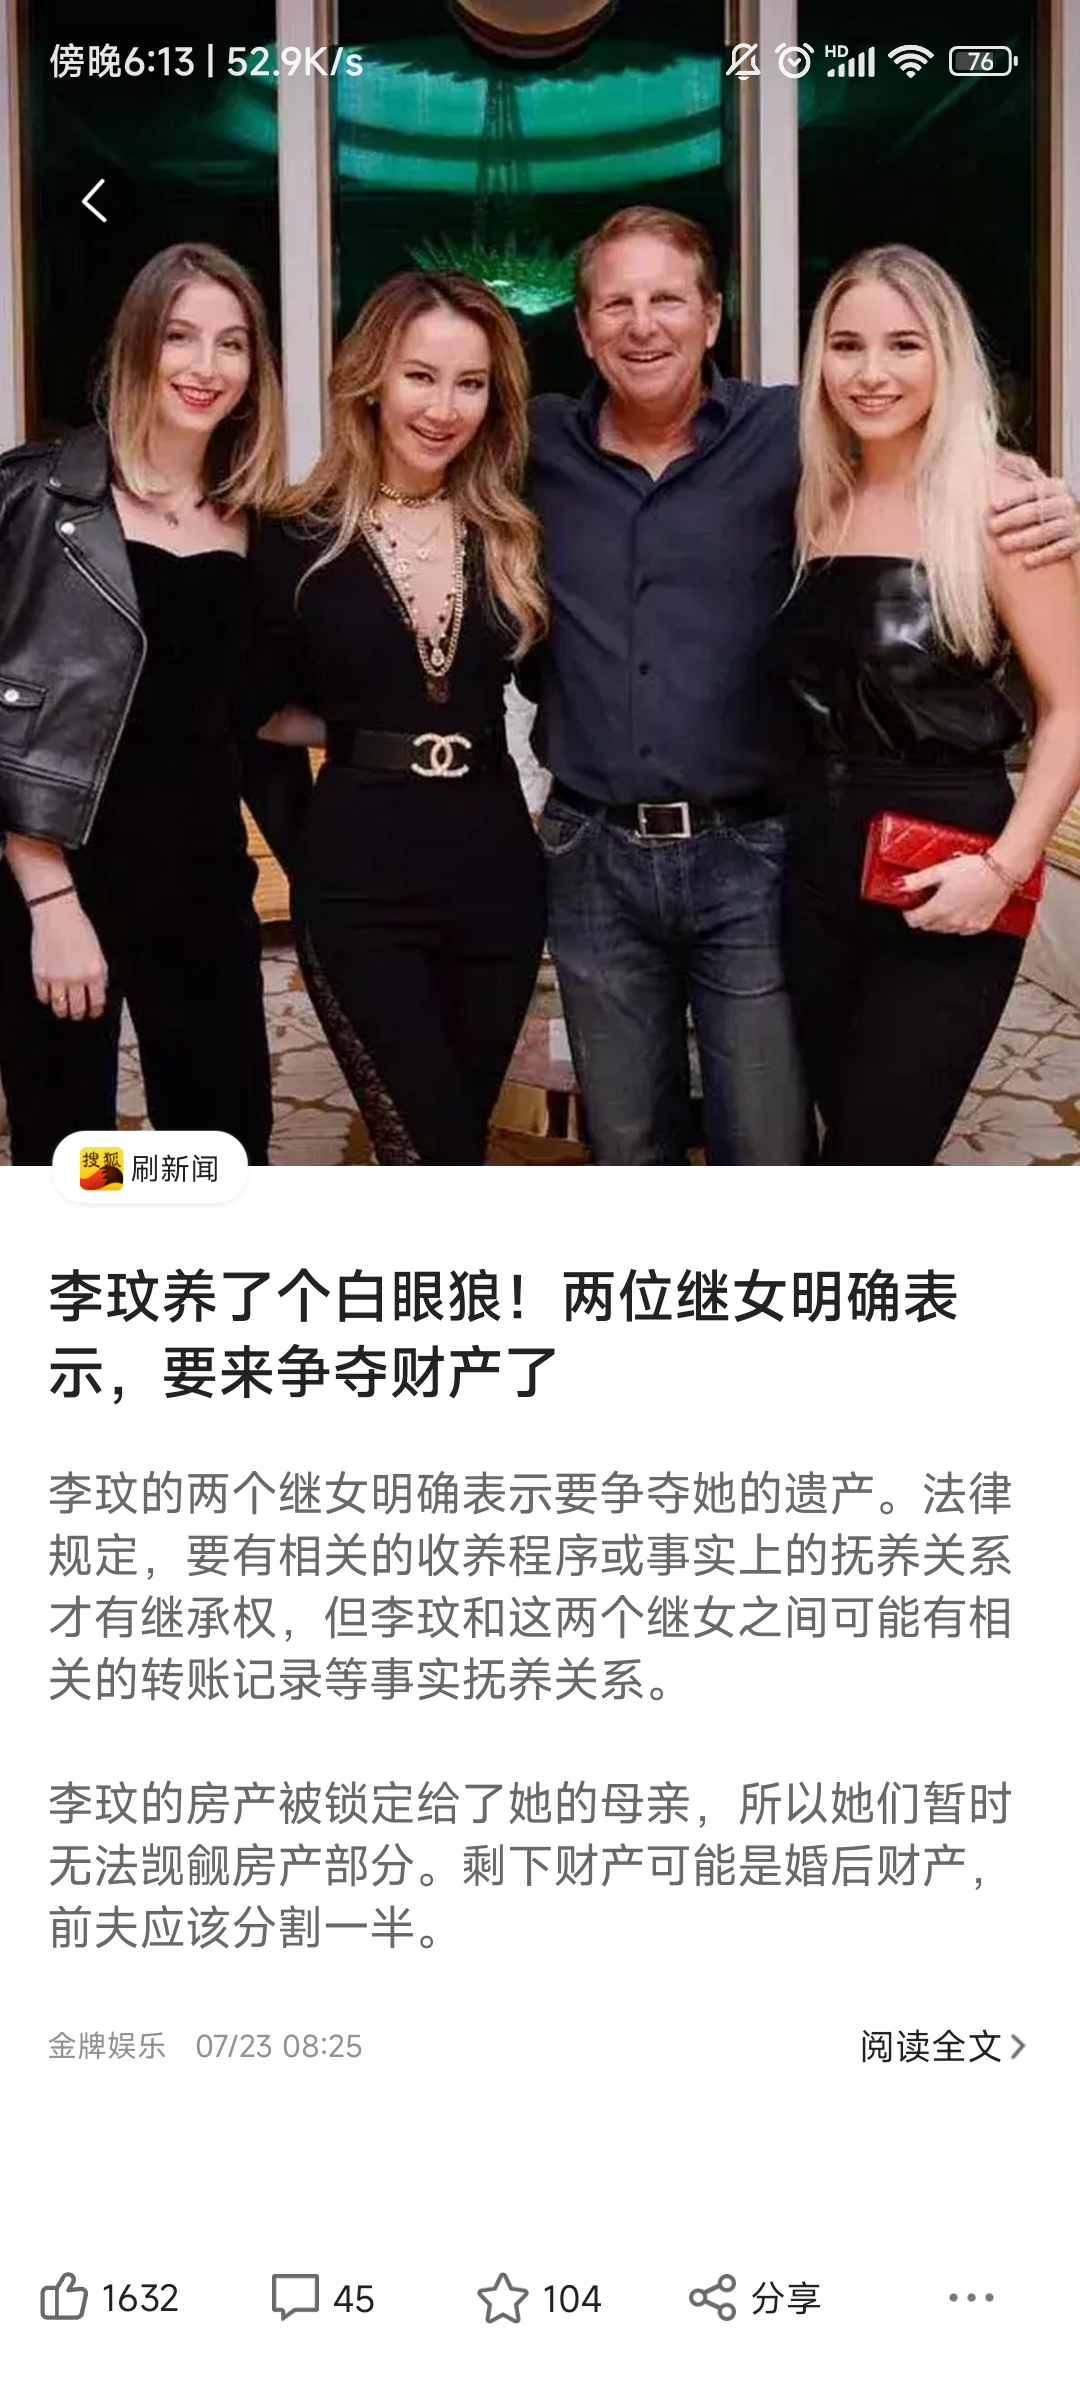 傍晚6:13 | 52.9K/s
HD
76
搜狐
刷新闻
李玟养了个白眼狼！两位继女明确表
示，要来争夺财产了
李玟的两个继女明确表示要争夺她的遗产。法律
规定，要有相关的收养程序或事实上的抚养关系
才有继承权，但李玟和这两个继女之间可能有相
关的转账记录等事实抚养关系。
李玟的房产被锁定给了她的母亲，所以她们暂时
无法觊觎房产部分。剩下财产可能是婚后财产，
前夫应该分割一半。
金牌娱乐 07/23 08:25
阅读全文
1632
45
104
分享